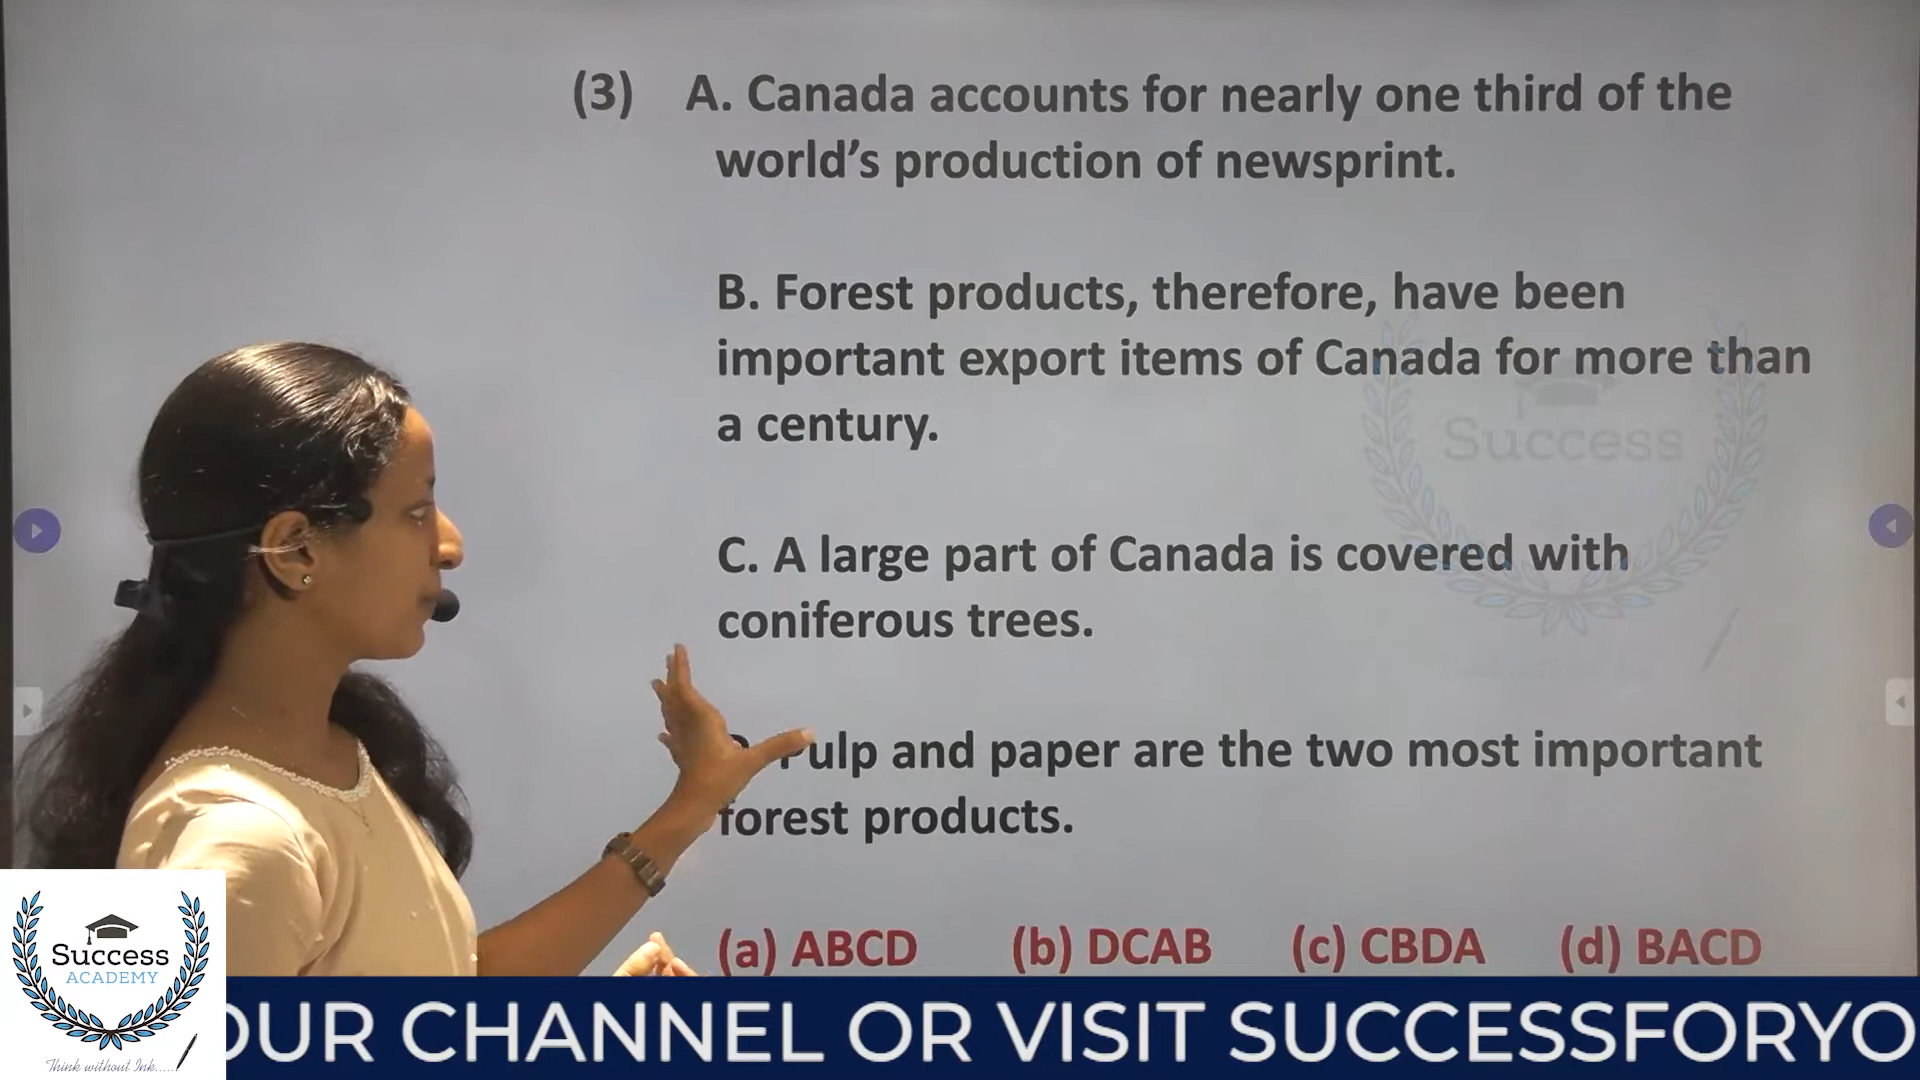 (3) A. Canada accounts for nearly one third of the
world’s production of newsprint.
B. Forest products, therefore, have been
important export items of Canada for more than
a century.
Success
C. A large part of Canada is covered with
coniferous trees.
Pulp and paper are the two most important
forest products.
(a) ABCD (b) DCAB (c) CBDA (d) BACD
Success
ACADEMY
Think without Ink.....
OUR CHANNEL OR VISIT SUCCESSFORYO